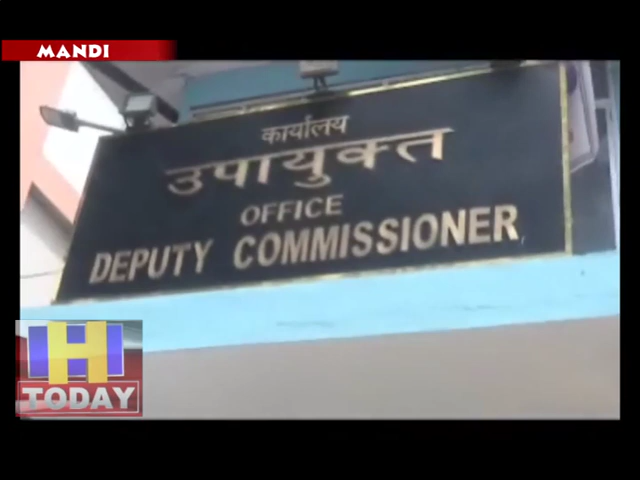 MANDI
कार्यालय
उपायुक्त
OFFICE
DEPUTY COMMISSIONER
H
TODAY